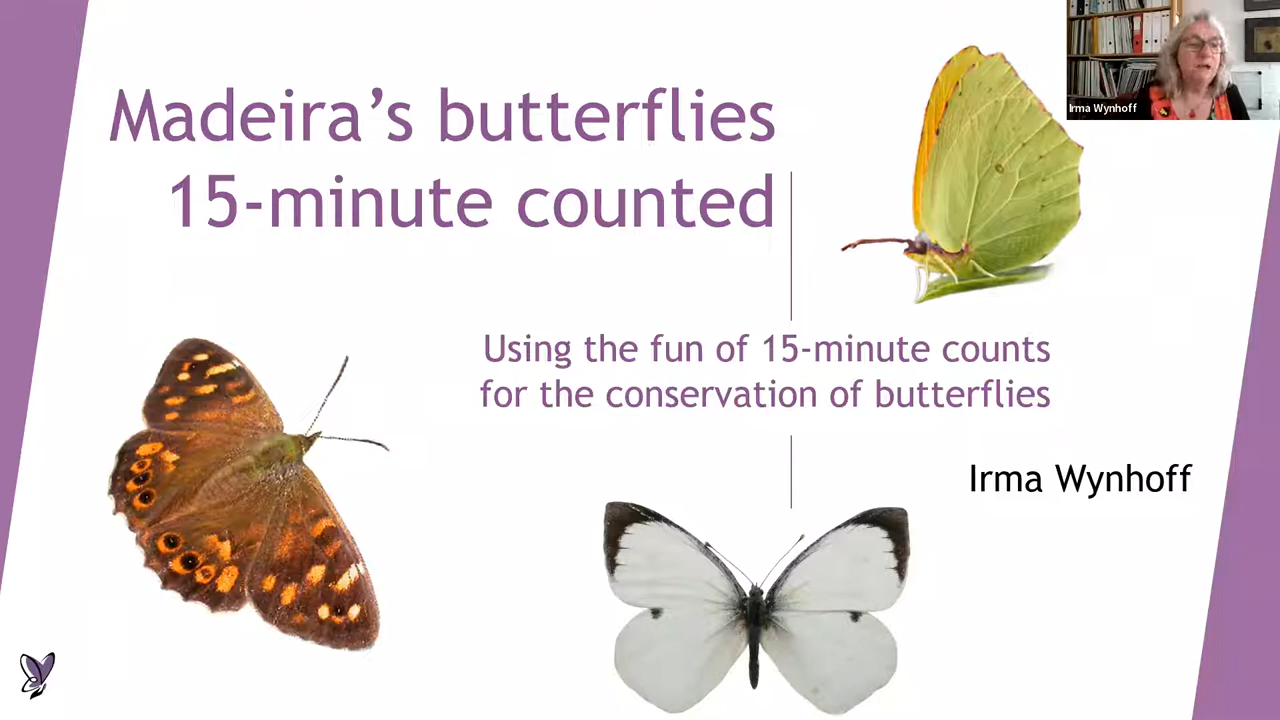 Madeira's butterflies
15-minute counted
Using the fun of 15-minute counts
for the conservation of butterflies
Irma Wynhoff
Irma Wynhoff